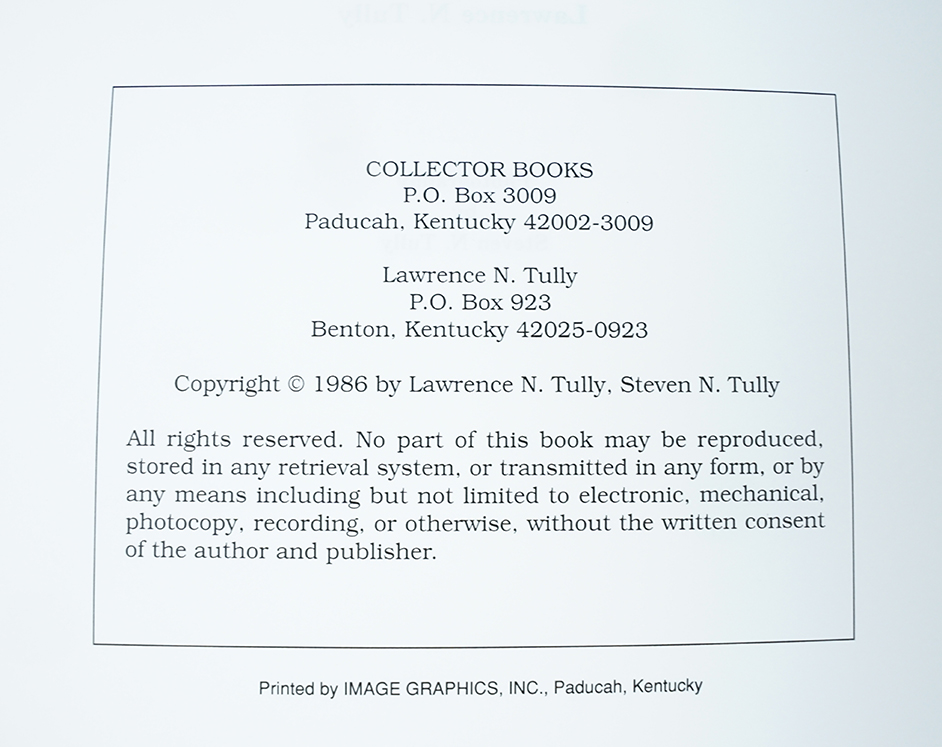 COLLECTOR BOOKS
P.O. Box 3009
Paducah, Kentucky 42002-3009
Lawrence N. Tully
P.O. Box 923
Benton, Kentucky 42025-0923
Copyright © 1986 by Lawrence N. Tully, Steven N. Tully
All rights reserved. No part of this book may be reproduced,
stored in any retrieval system, or transmitted in any form, or by
any means including but not limited to electronic, mechanical,
photocopy, recording, or otherwise, without the written consent
of the author and publisher.
Printed by IMAGE GRAPHICS, INC., Paducah, Kentucky